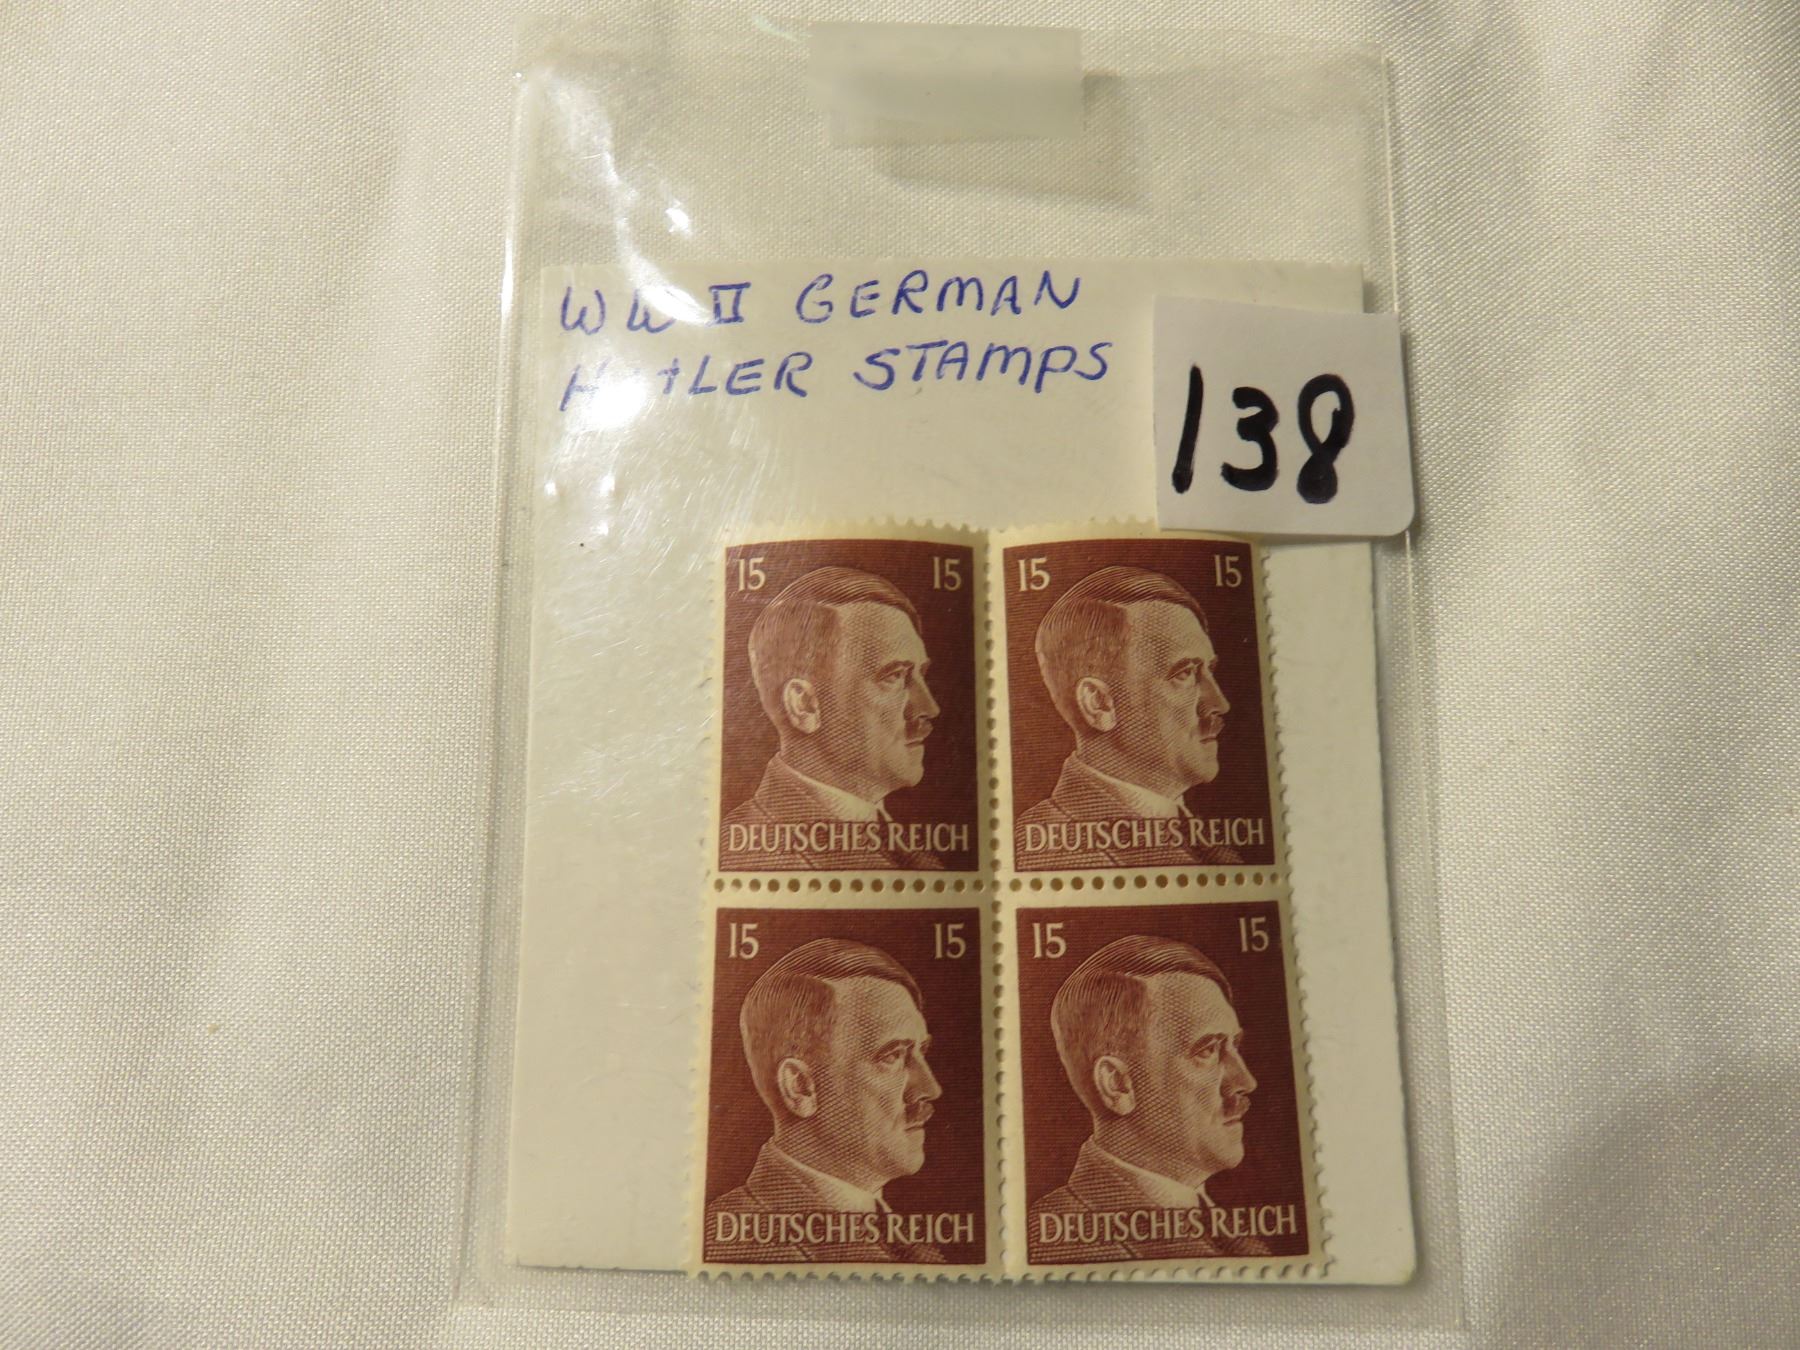 WW II GERMAN
HITLER STAMPS
138
15 15
DEUTSCHES REICH
15 15
DEUTSCHES REICH
15 15
DEUTSCHES REICH
15 15
DEUTSCHES REICH